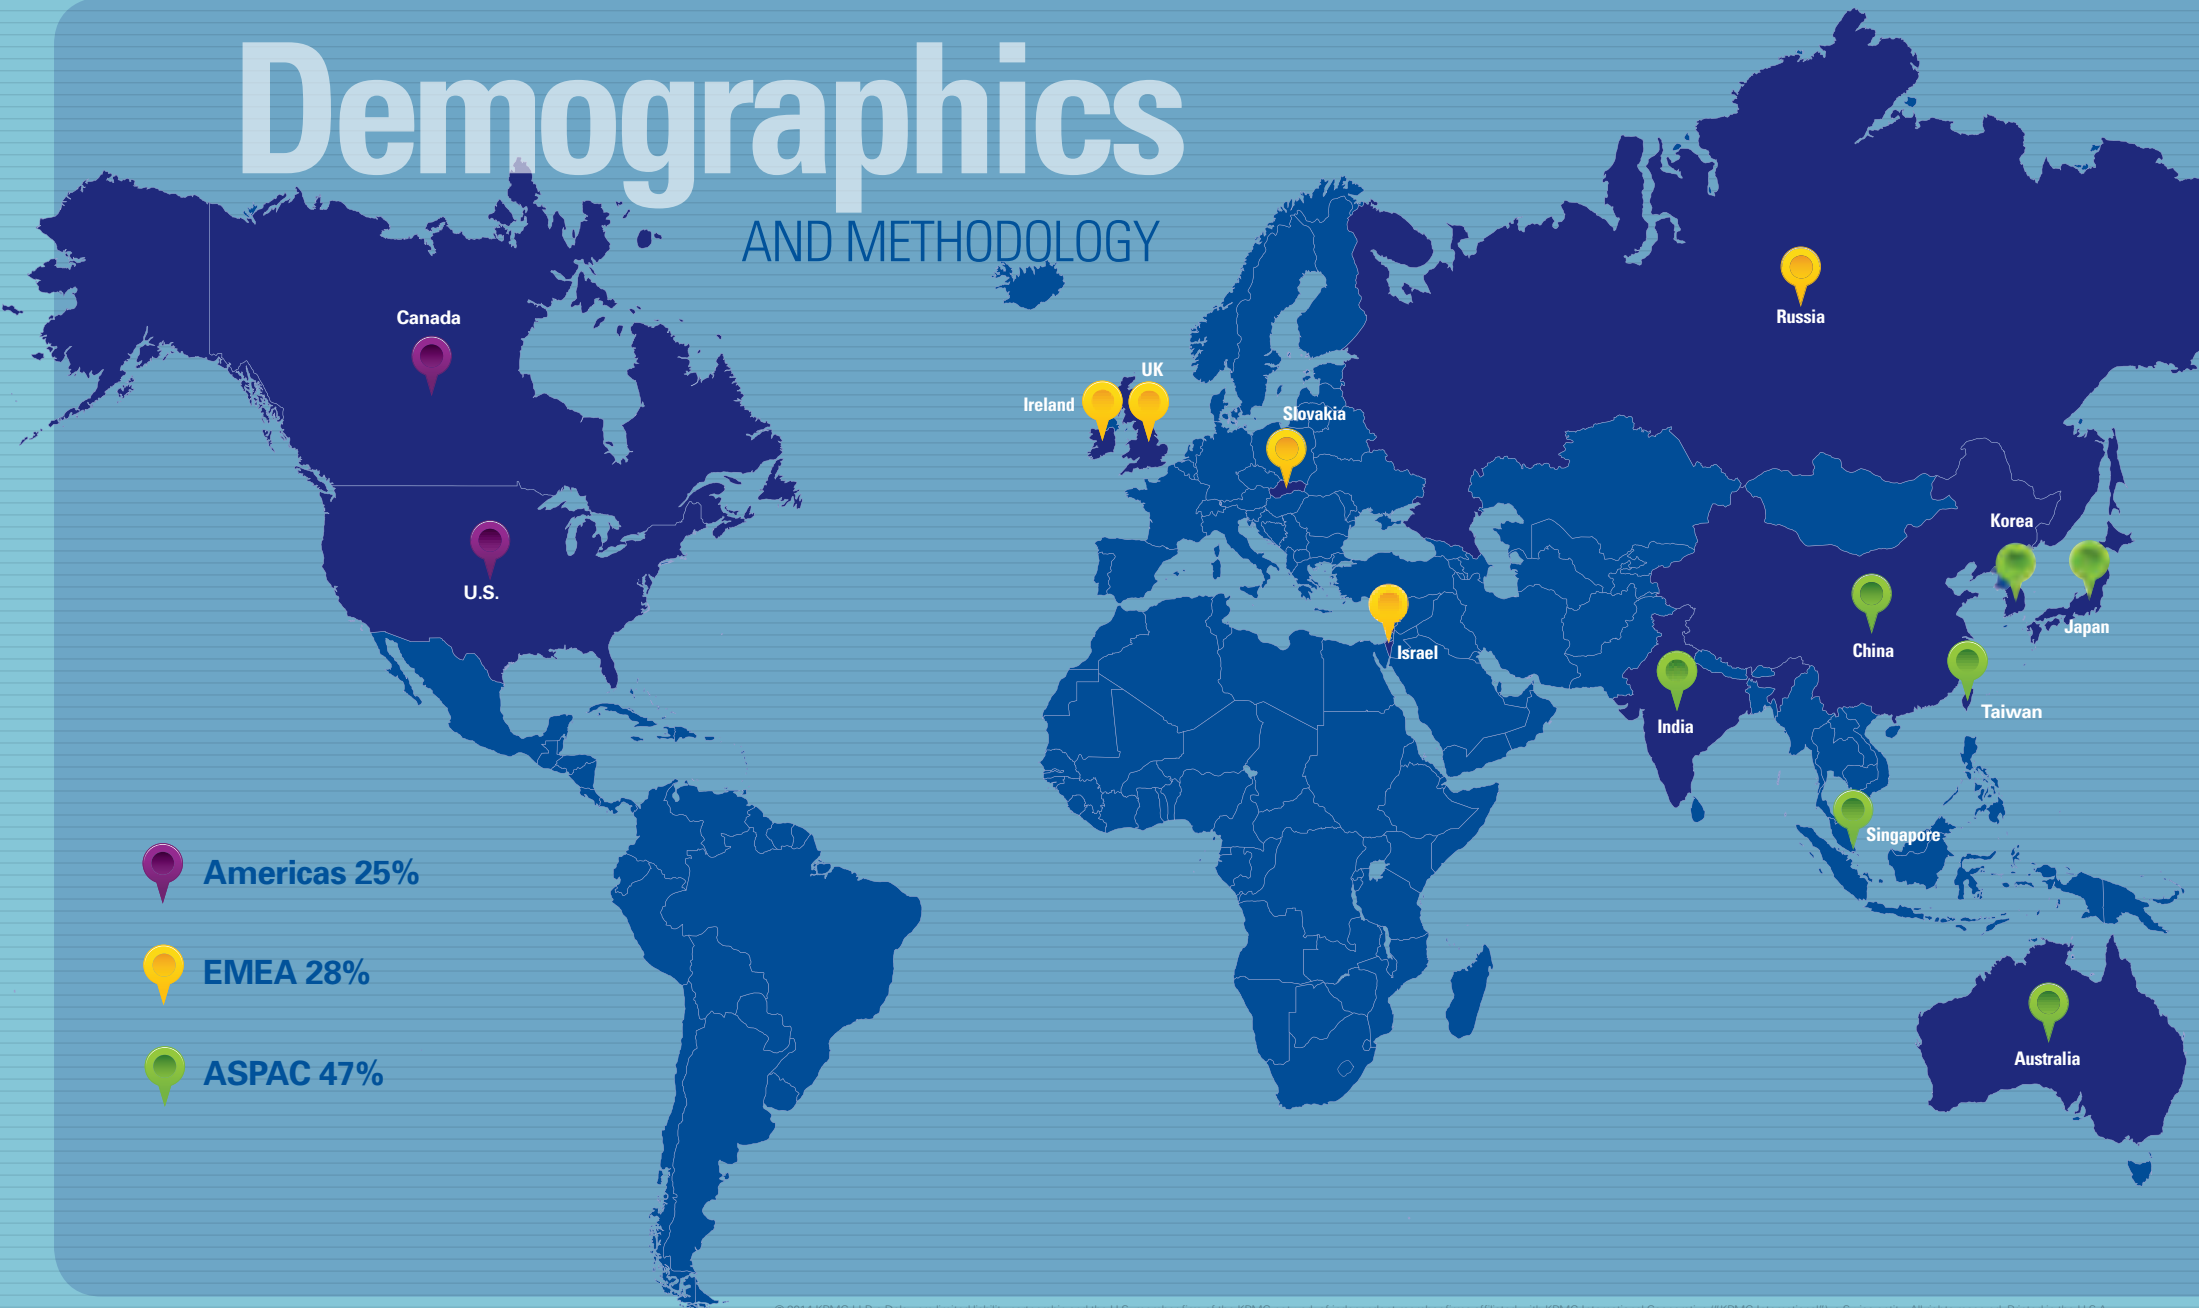 Demographics
AND METHODOLOGY
Canada
Russia
UK
Ireland
Slovakia
Korea
U.S.
Japan
China
Israel
Taiwan
India
Singapore
Americas 25%
EMEA 28%
ASPAC 47%
Australia